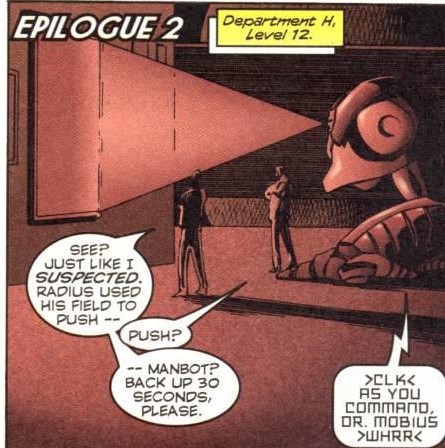 EPILOGUE 2
Department H,
Level 12.
SEE?
JUST LIKE I
SUSPECTED.
RADIUS USED
HIS FIELD TO
PUSH --
PUSH?
-- MANBOT?
BACK UP 30
SECONDS,
PLEASE.
>CLK<
AS YOU
COMMAND,
DR. MOBIUS
>WHRR<